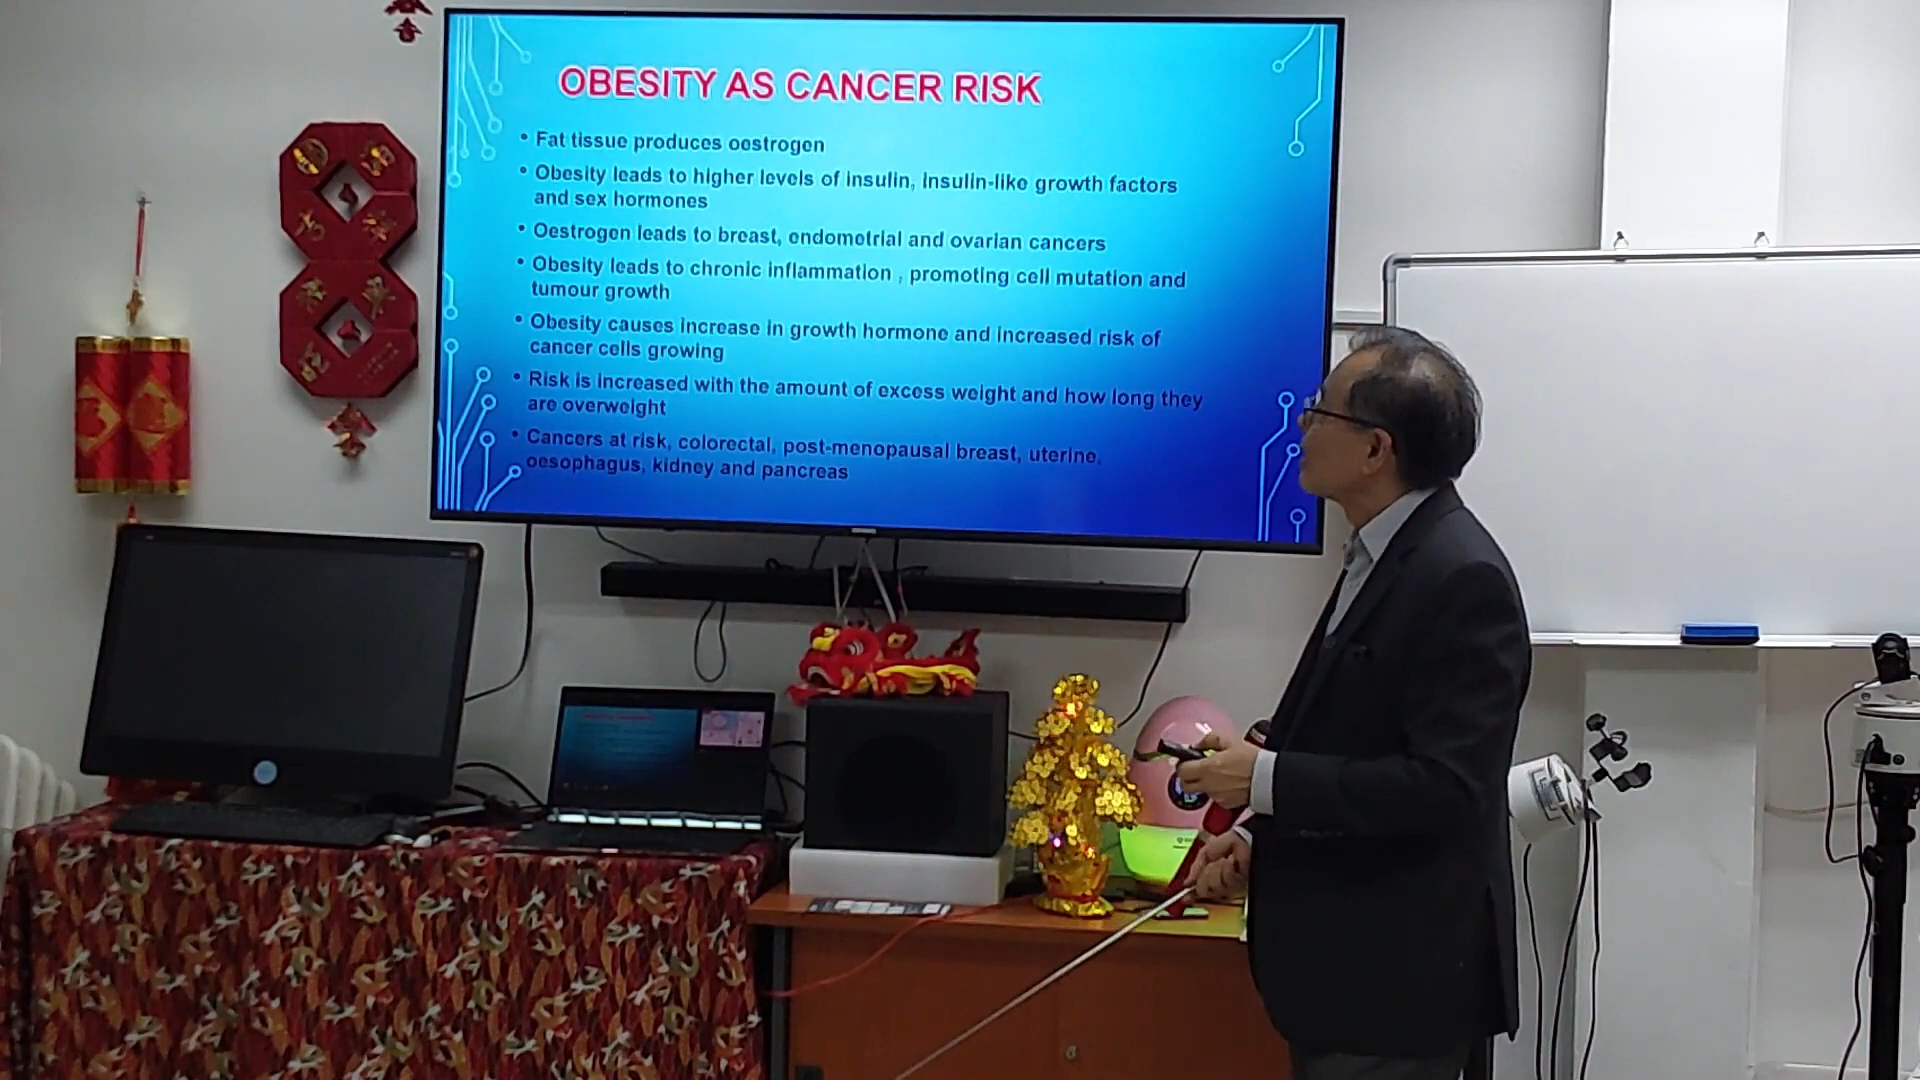 春
OBESITY AS CANCER RISK
• Fat tissue produces oestrogen
• Obesity leads to higher levels of insulin, insulin-like growth factors
and sex hormones
• Oestrogen leads to breast, endometrial and ovarian cancers
• Obesity leads to chronic inflammation , promoting cell mutation and
tumour growth
• Obesity causes increase in growth hormone and increased risk of
cancer cells growing
• Risk is increased with the amount of excess weight and how long they
are overweight
• Cancers at risk, colorectal, post-menopausal breast, uterine,
oesophagus, kidney and pancreas